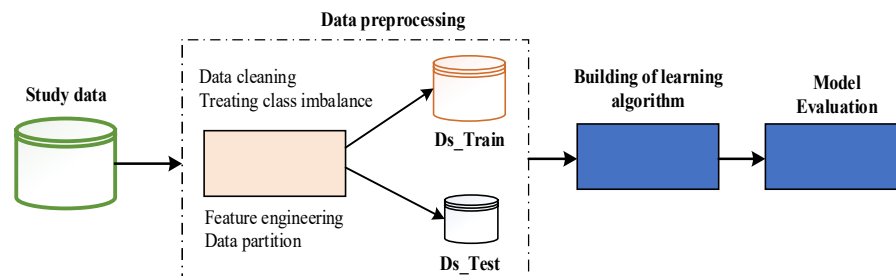 Data preprocessing
Study data
Data cleaning
Treating class imbalance
Feature engineering
Data partition
Ds_Train
Ds_Test
Building of learning
algorithm
Model
Evaluation